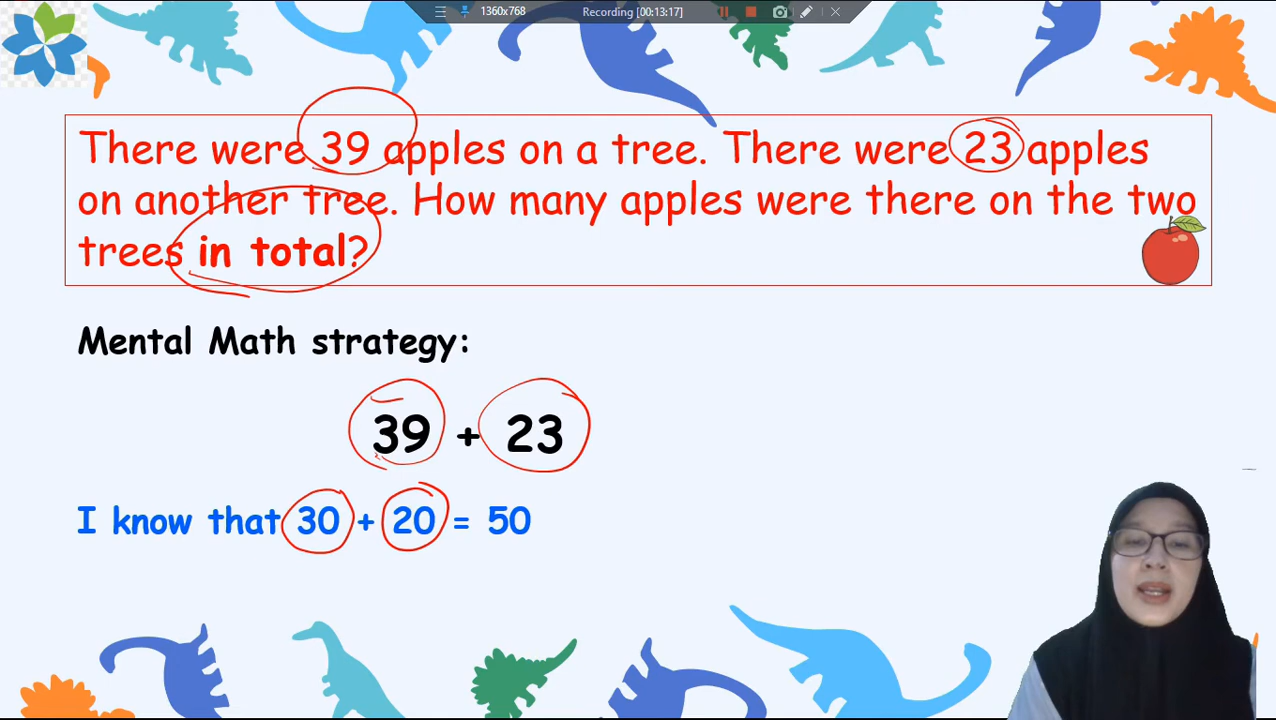 1360x768 Recording [00:13:17]
There were 39 apples on a tree. There were 23 apples
on another tree. How many apples were there on the two
trees in total?
Mental Math strategy:
39 + 23
I know that 30 + 20 = 50